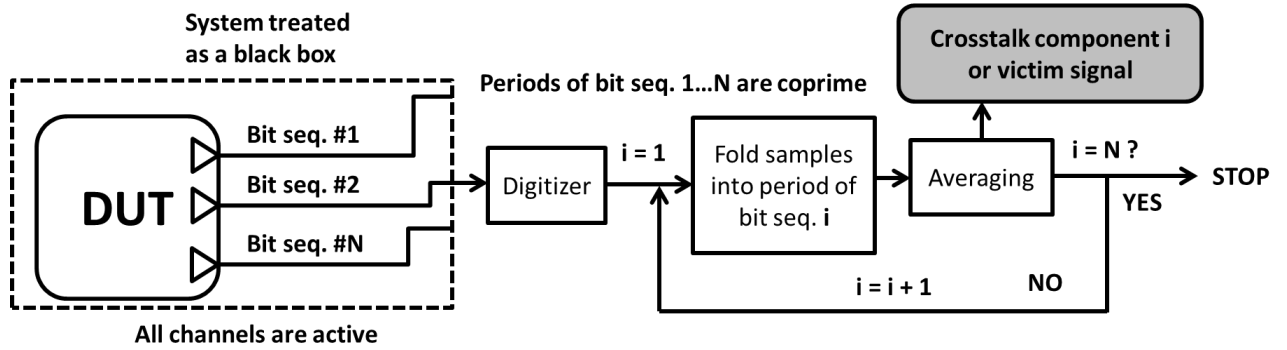 System treated
as a black box
Crosstalk component i
or victim signal
Periods of bit seq. 1...N are coprime
DUT
Bit seq. #1
Bit seq. #2
Bit seq. #N
Digitizer
i = 1
Fold samples
into period of
bit seq. i
Averaging
i = N ?
YES
STOP
NO
i = i + 1
All channels are active